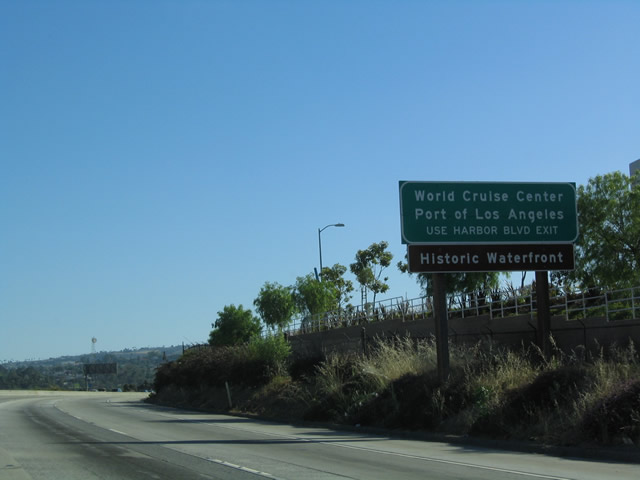 World Cruise Center
Port of Los Angeles
USE HARBOR BLVD EXIT
Historic Waterfront